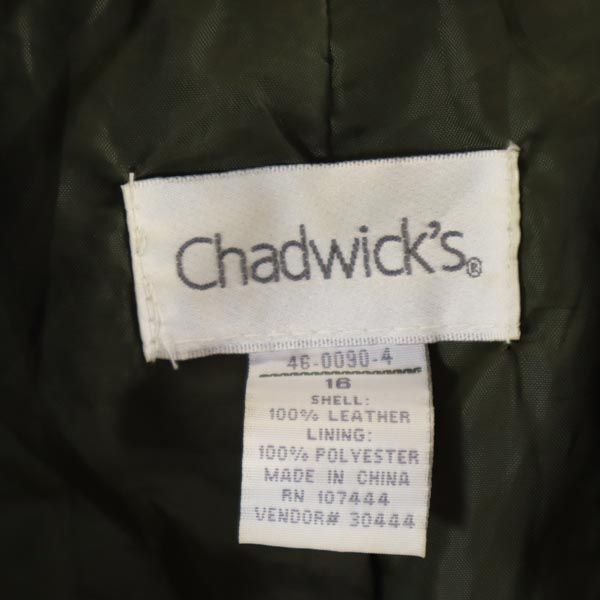 Chadwick's®
46-0090-4
16
SHELL:
100% LEATHER
LINING:
100% POLYESTER
MADE IN CHINA
RN 107444
VENDOR# 30444